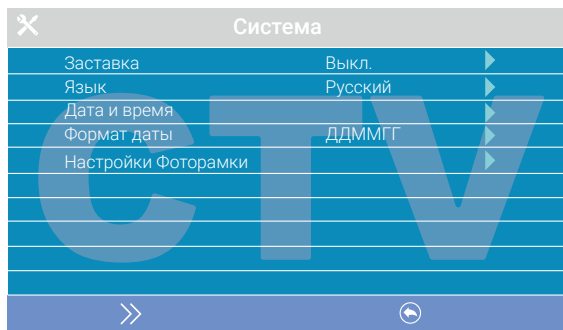 Система
Заставка Выкл.
Язык Русский
Дата и время
Формат даты ДДММГГ
Настройки Фоторамки
CTV